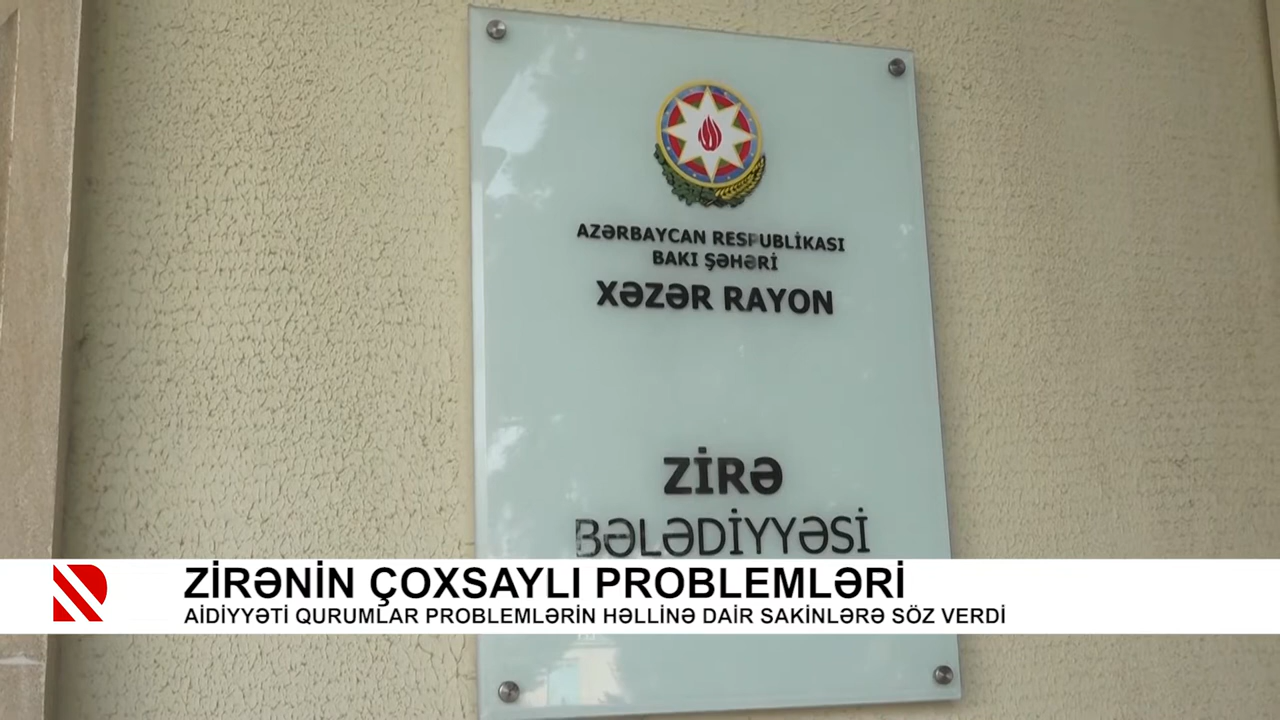 AZƏRBAYCAN RESPUBLİKASI
BAKI ŞƏHƏRİ
XƏZƏR RAYON
ZİRƏ
BƏLƏDİYYƏSİ
ZİRƏNİN ÇOXSAYLI PROBLEMLƏRİ
AİDİYYƏTİ QURUMLAR PROBLEMLƏRİN HƏLLİNƏ DAİR SAKİNLƏRƏ SÖZ VERDİ